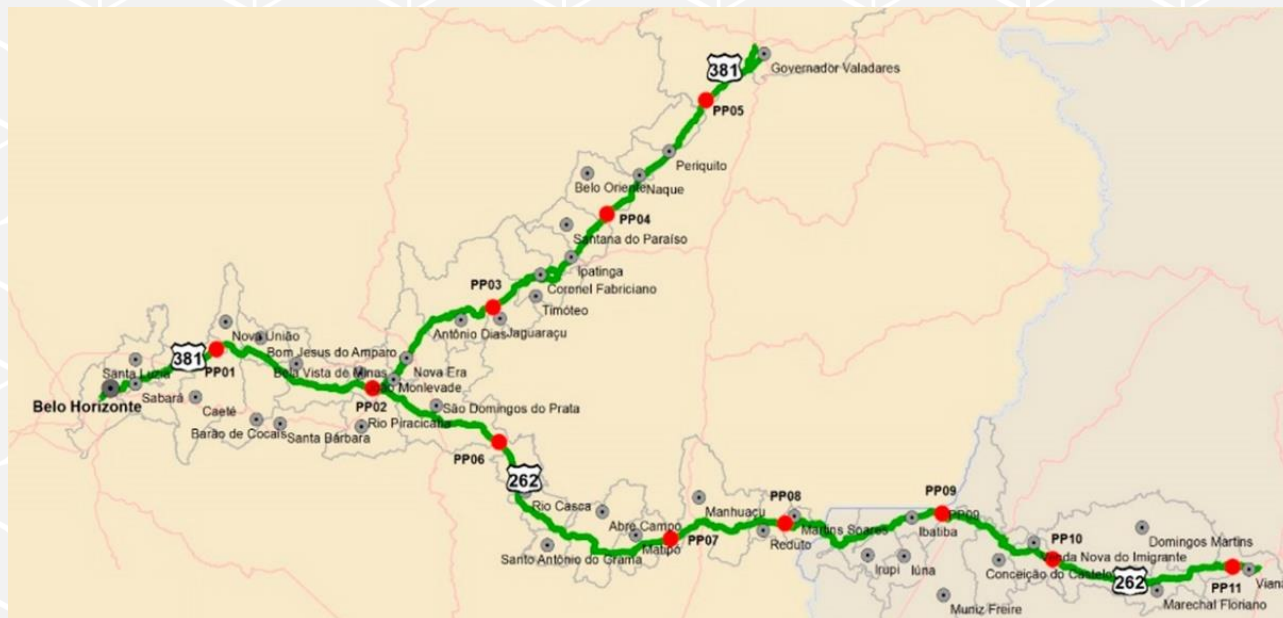 381
Governador Valadares
PP05
Periquito
Belo Oriente
Naque
PP04
Santana do Paraíso
Ipatinga
PP03
Coronel Fabriciano
Timóteo
Antônio Dias
Jaguaraçu
Nova União
381
Bom Jesus do Amparo
PP01
Santa Luzia
Bela Vista de Minas
Nova Era
João Monlevade
Sabará
Belo Horizonte
Caeté
PP02
São Domingos do Prata
Barão de Cocais
Santa Bárbara
Rio Piracicaba
PP06
262
Rio Casca
Manhuaçu
PP08
PP09
PP09
Abre Campo
Martins Soares
Ibatiba
Matipó
PP07
Reduto
PP10
Domingos Martins
Santo Antônio do Grama
Venda Nova do Imigrante
Irupi
Iúna
Conceição do Castelo
262
PP11
Viana
Marechal Floriano
Muniz Freire